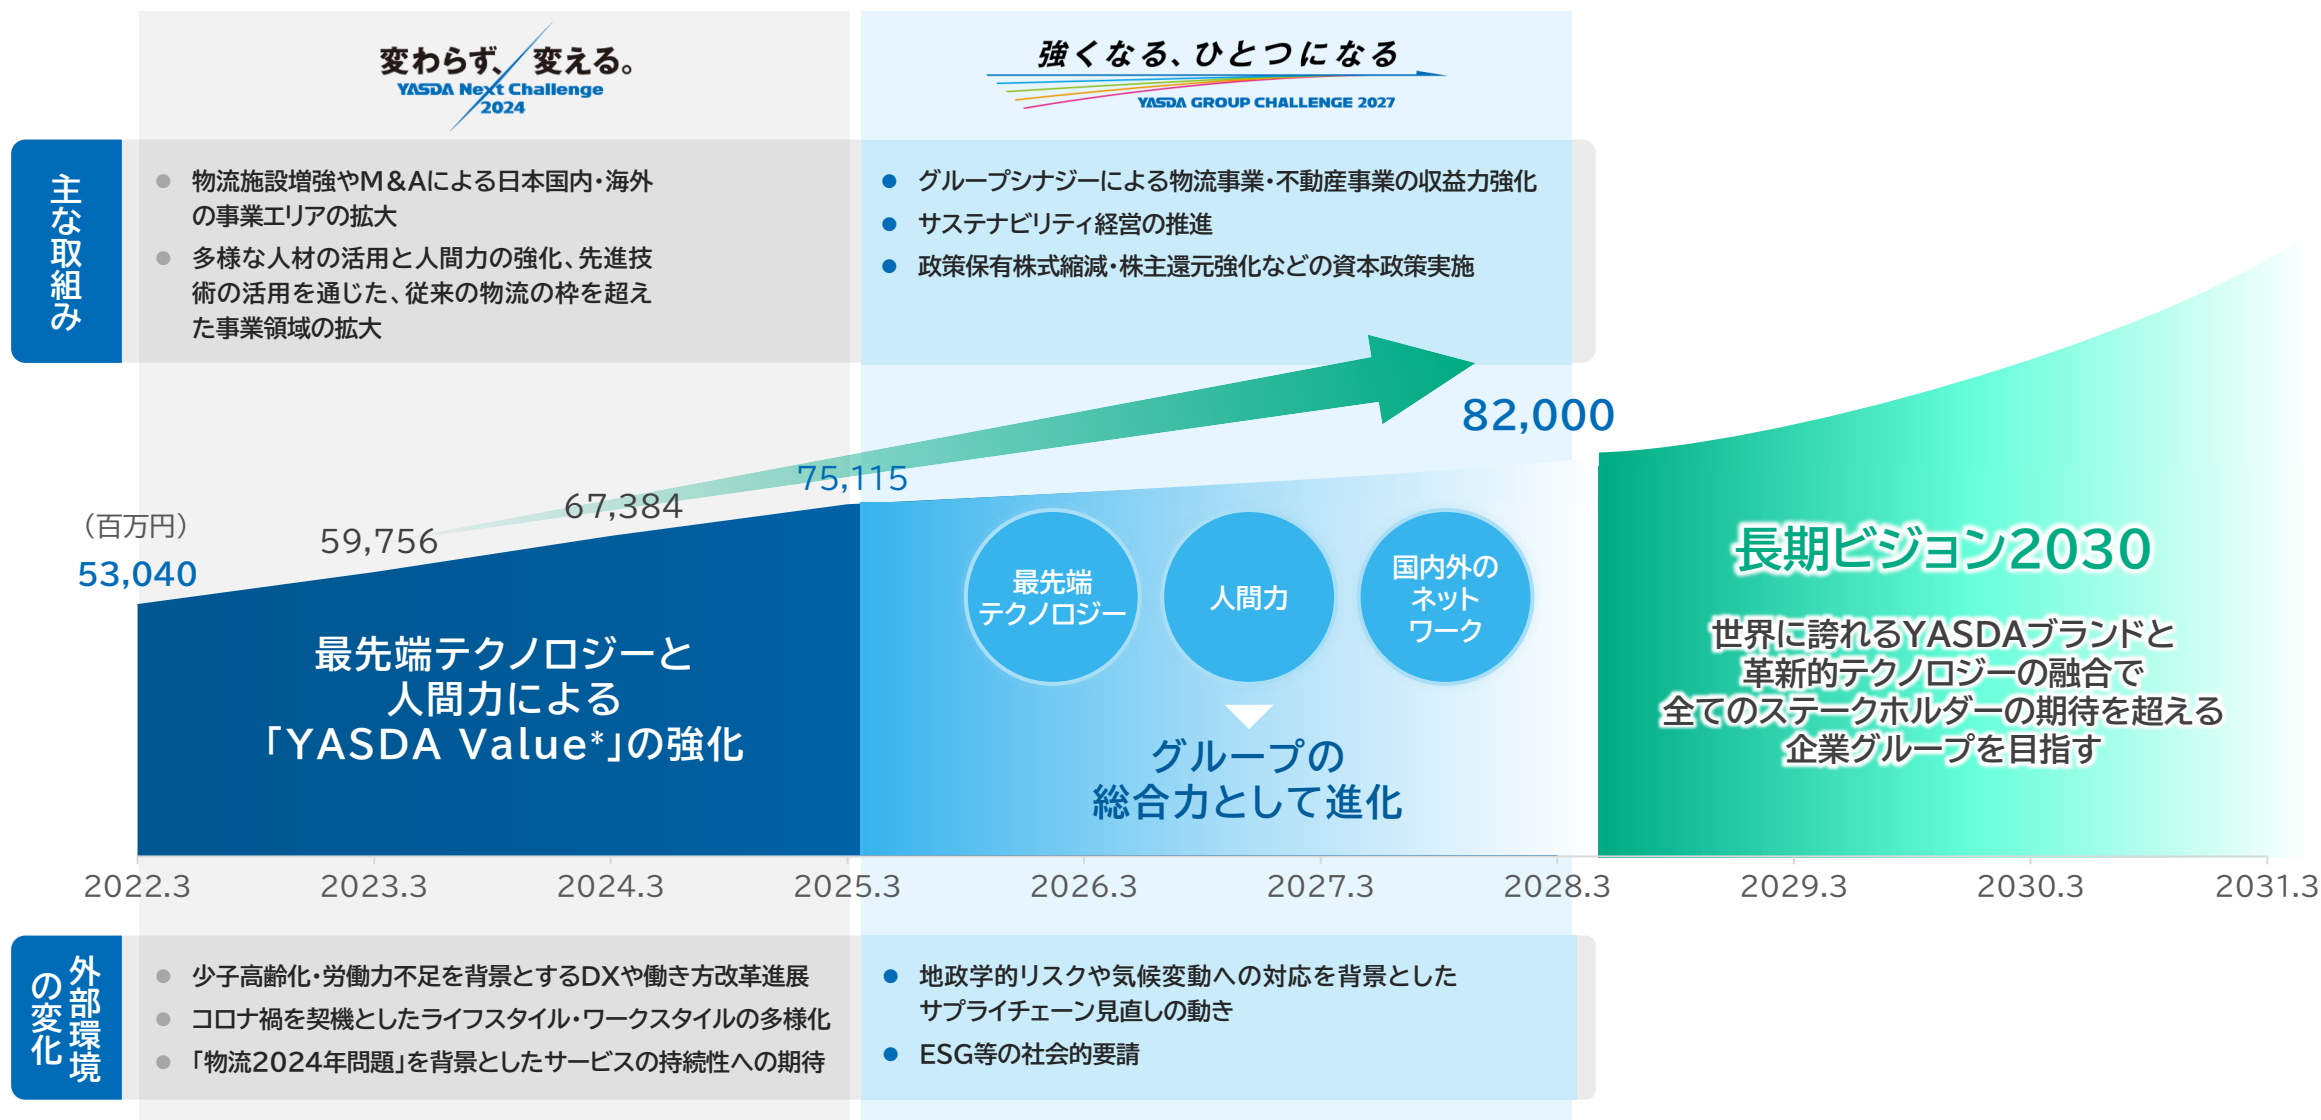 変わらず、変える。
YASDA Next Challenge
2024
強くなる、ひとつになる
YASDA GROUP CHALLENGE 2027
主な取組み
● 物流施設増強やM&Aによる日本国内・海外
の事業エリアの拡大
● 多様な人材の活用と人間力の強化、先進技
術の活用を通じた、従来の物流の枠を超え
た事業領域の拡大
● グループシナジーによる物流事業・不動産事業の収益力強化
● サステナビリティ経営の推進
● 政策保有株式縮減・株主還元強化などの資本政策実施
（百万円）
53,040
59,756
67,384
75,115
82,000
最先端テクノロジーと
人間力による
「YASDA Value*」の強化
最先端
テクノロジー
人間力
国内外の
ネット
ワーク
グループの
総合力として進化
長期ビジョン2030
世界に誇れるYASDAブランドと
革新的テクノロジーの融合で
全てのステークホルダーの期待を超える
企業グループを目指す
2022.3
2023.3
2024.3
2025.3
2026.3
2027.3
2028.3
2029.3
2030.3
2031.3
外部環境
の変化
● 少子高齢化・労働力不足を背景とするDXや働き方改革進展
● コロナ禍を契機としたライフスタイル・ワークスタイルの多様化
● 「物流2024年問題」を背景としたサービスの持続性への期待
● 地政学的リスクや気候変動への対応を背景とした
サプライチェーン見直しの動き
● ESG等の社会的要請